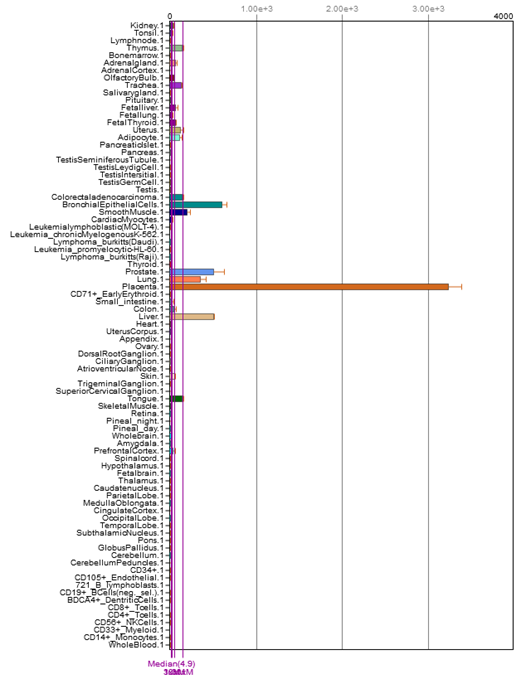 0 1.00e+3 2.00e+3 3.00e+3 4000
Kidney.1
Tonsil.1
Lymphnode.1
Thymus.1
Bonemarrow.1
Adrenalgland.1
AdrenalCortex.1
OlfactoryBulb.1
Trachea.1
Salivarygland.1
Pituitary.1
Fetalliver.1
Fetallung.1
FetalThyroid.1
Uterus.1
Adipocyte.1
PancreaticIslet.1
Pancreas.1
TestisSeminiferousTubule.1
TestisLeydigCell.1
TestisIntersitial.1
TestisGermCell.1
Testis.1
Colorectaladenocarcinoma.1
BronchialEpithelialCells.1
SmoothMuscle.1
CardiacMyocytes.1
Leukemialymphoblastic(MOLT-4).1
Leukemia_chronicMyelogenousK-562.1
Lymphoma_burkitts(Daudi).1
Leukemia_promyelocytic-HL-60.1
Lymphoma_burkitts(Raji).1
Thyroid.1
Prostate.1
Lung.1
Placenta.1
CD71+_EarlyErythroid.1
Small_intestine.1
Colon.1
Liver.1
Heart.1
UterusCorpus.1
Appendix.1
Ovary.1
DorsalRootGanglion.1
CiliaryGanglion.1
AtrioventricularNode.1
Skin.1
TrigeminalGanglion.1
SuperiorCervicalGanglion.1
Tongue.1
SkeletalMuscle.1
Retina.1
Pineal_night.1
Pineal_day.1
WholeBrain.1
Amygdala.1
PrefrontalCortex.1
Spinalcord.1
Hypothalamus.1
Fetalbrain.1
Thalamus.1
Caudatenucleus.1
ParietalLobe.1
MedullaOblongata.1
CingulateCortex.1
OccipitalLobe.1
TemporalLobe.1
SubthalamicNucleus.1
Pons.1
GlobusPallidus.1
Cerebellum.1
CerebellumPeduncles.1
CD34+.1
CD105+_Endothelial.1
721_B_lymphoblasts.1
CD19+_BCells(neg._sel.).1
BDCA4+_DentriticCells.1
CD8+_Tcells.1
CD4+_Tcells.1
CD56+_NKCells.1
CD33+_Myeloid.1
CD14+_Monocytes.1
WholeBlood.1
Median(4.9)